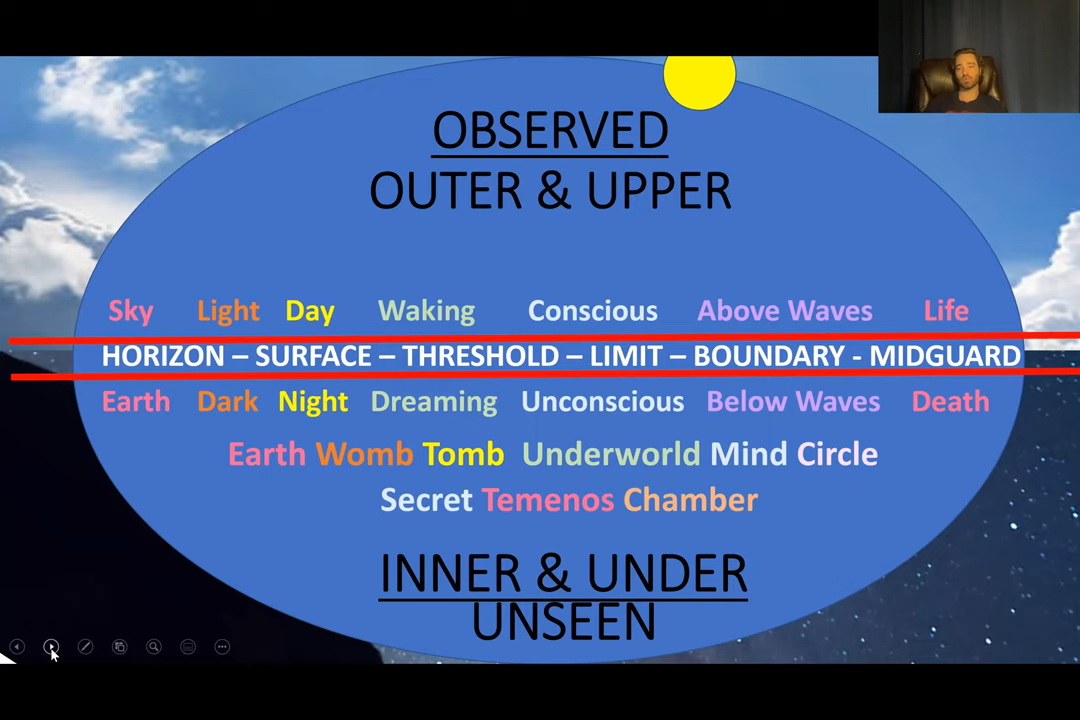 OBSERVED
OUTER & UPPER
Sky Light Day Waking Conscious Above Waves Life
HORIZON – SURFACE – THRESHOLD – LIMIT – BOUNDARY - MIDGUARD
Earth Dark Night Dreaming Unconscious Below Waves Death
Earth Womb Tomb Underworld Mind Circle
Secret Temenos Chamber
INNER & UNDER
UNSEEN